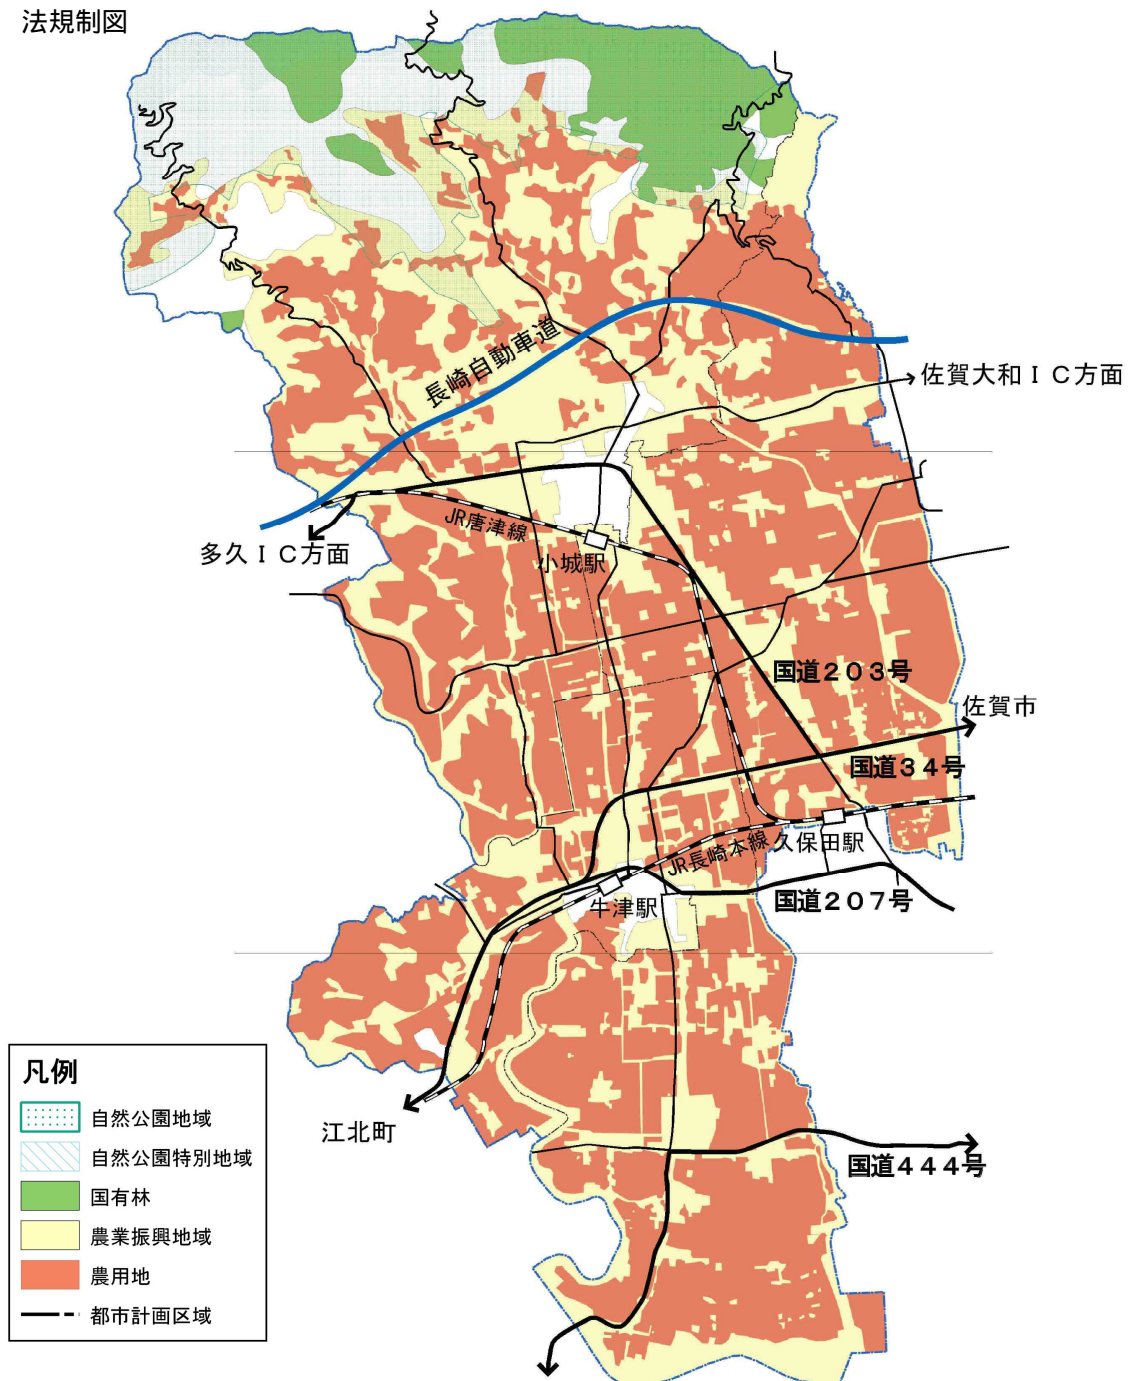 法規制図
長崎自動車道
佐賀大和ＩＣ方面
JR唐津線
多久ＩＣ方面
小城駅
国道２０３号
佐賀市
国道３４号
JR長崎本線
久保田駅
国道２０７号
牛津駅
江北町
国道４４４号
凡例
自然公園地域
自然公園特別地域
国有林
農業振興地域
農用地
都市計画区域